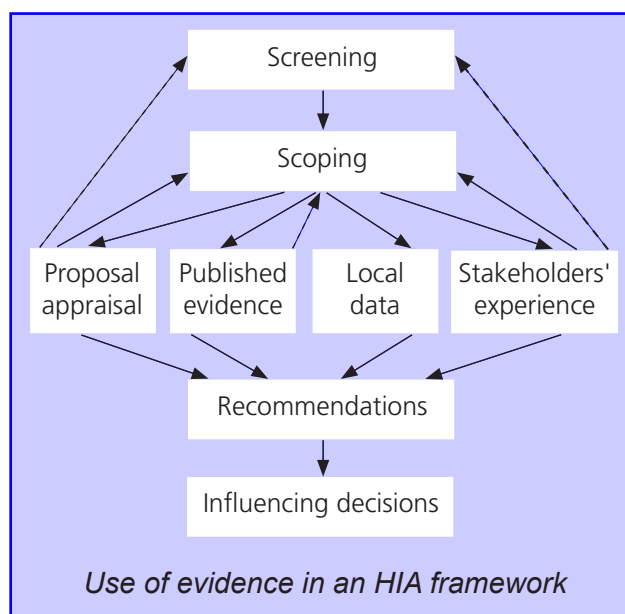 Screening
Scoping
Proposal
appraisal
Published
evidence
Local
data
Stakeholders'
experience
Recommendations
Influencing decisions
Use of evidence in an HIA framework